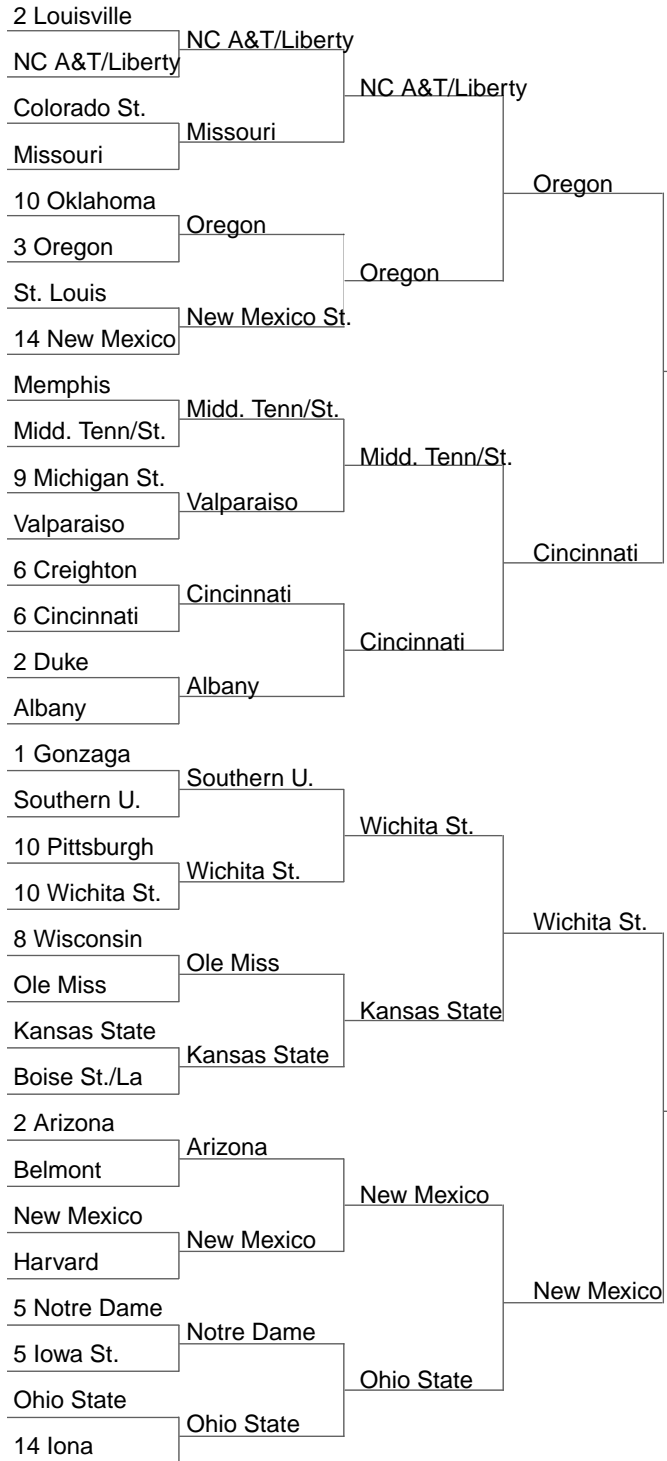 2 Louisville
NC A&T/Liberty
Colorado St.
Missouri
10 Oklahoma
3 Oregon
St. Louis
14 New Mexico
Memphis
Midd. Tenn/St.
9 Michigan St.
Valparaiso
6 Creighton
6 Cincinnati
2 Duke
Albany
1 Gonzaga
Southern U.
10 Pittsburgh
10 Wichita St.
8 Wisconsin
Ole Miss
Kansas State
Boise St./La
2 Arizona
Belmont
New Mexico
Harvard
5 Notre Dame
5 Iowa St.
Ohio State
14 Iona
NC A&T/Liberty
Missouri
Oregon
New Mexico St.
Midd. Tenn/St.
Valparaiso
Cincinnati
Albany
Southern U.
Wichita St.
Ole Miss
Kansas State
Arizona
New Mexico
Notre Dame
Ohio State
NC A&T/Liberty
Oregon
Midd. Tenn/St.
Cincinnati
Wichita St.
Kansas State
New Mexico
Ohio State
Oregon
Cincinnati
Wichita St.
New Mexico